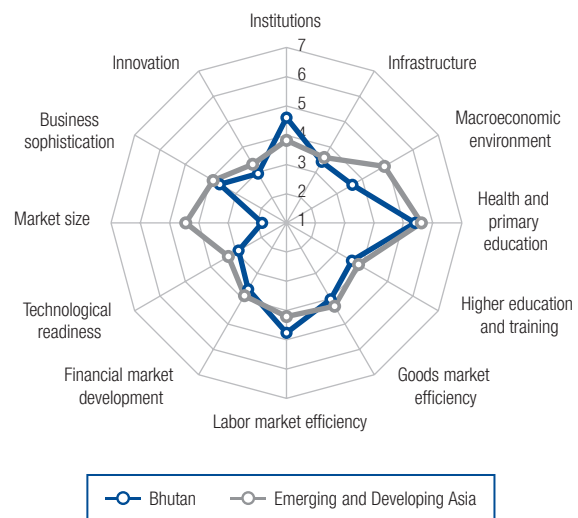 Institutions
Infrastructure
Macroeconomic
environment
Health and
primary
education
Higher education
and training
Goods market
efficiency
Labor market efficiency
Financial market
development
Technological
readiness
Market size
Business
sophistication
Innovation
7
6
5
4
3
2
1
Bhutan
Emerging and Developing Asia